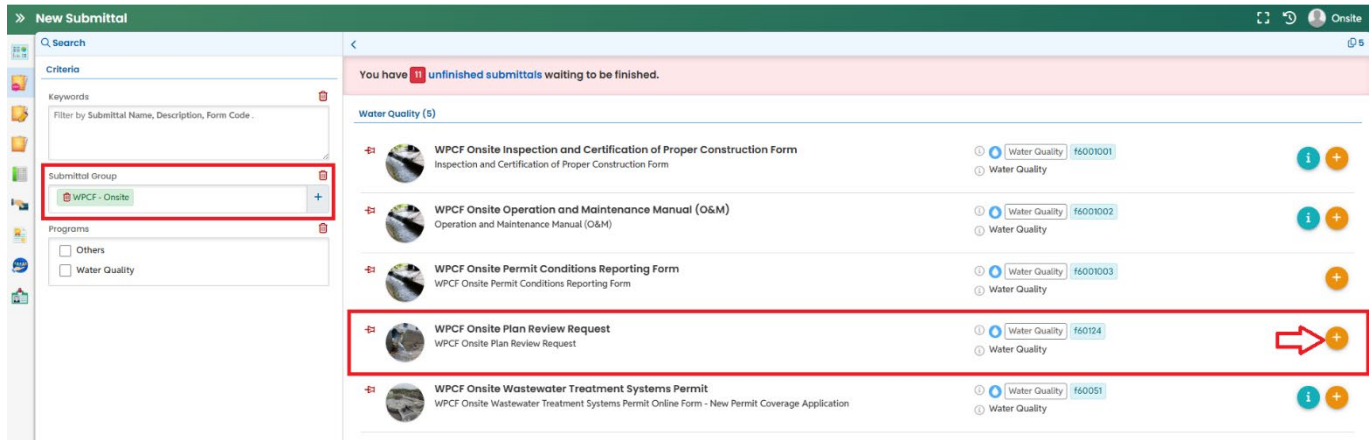 New Submittal
Onsite
Search
5
Criteria
Keywords
Filter by Submittal Name, Description, Form Code .
Submittal Group
WPCF - Onsite
Programs
Others
Water Quality
You have 11 unfinished submittals waiting to be finished.
Water Quality (5)
WPCF Onsite Inspection and Certification of Proper Construction Form
Inspection and Certification of Proper Construction Form
Water Quality f6001001
Water Quality
WPCF Onsite Operation and Maintenance Manual (O&M)
Operation and Maintenance Manual (O&M)
Water Quality f6001002
Water Quality
WPCF Onsite Permit Conditions Reporting Form
WPCF Onsite Permit Conditions Reporting Form
Water Quality f6001003
Water Quality
WPCF Onsite Plan Review Request
WPCF Onsite Plan Review Request
Water Quality f60124
Water Quality
WPCF Onsite Wastewater Treatment Systems Permit
WPCF Onsite Wastewater Treatment Systems Permit Online Form - New Permit Coverage Application
Water Quality f60051
Water Quality